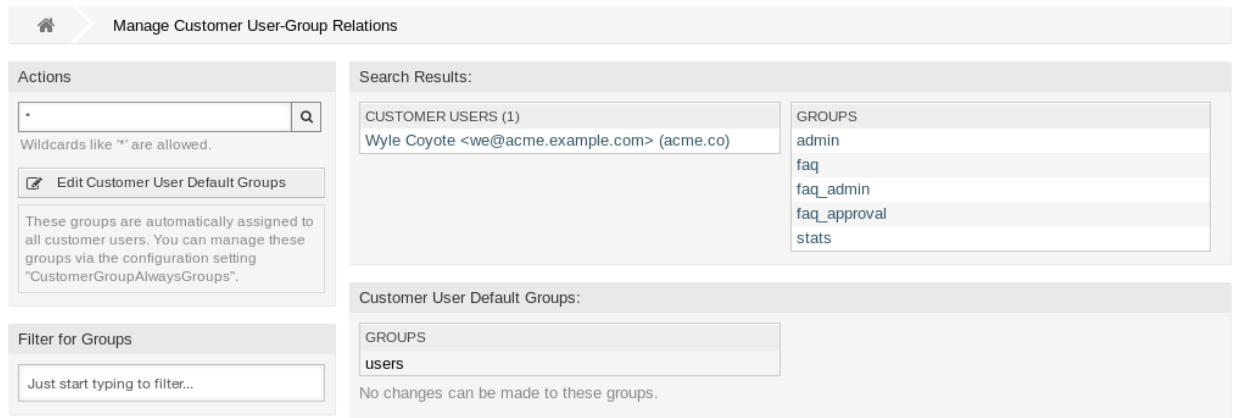 Manage Customer User-Group Relations
Actions
*
Wildcards like '*' are allowed.
Edit Customer User Default Groups
These groups are automatically assigned to
all customer users. You can manage these
groups via the configuration setting
"CustomerGroupAlwaysGroups".
Filter for Groups
Just start typing to filter...
Search Results:
CUSTOMER USERS (1)
Wyle Coyote <we@acme.example.com> (acme.co)
GROUPS
admin
faq
faq_admin
faq_approval
stats
Customer User Default Groups:
GROUPS
users
No changes can be made to these groups.